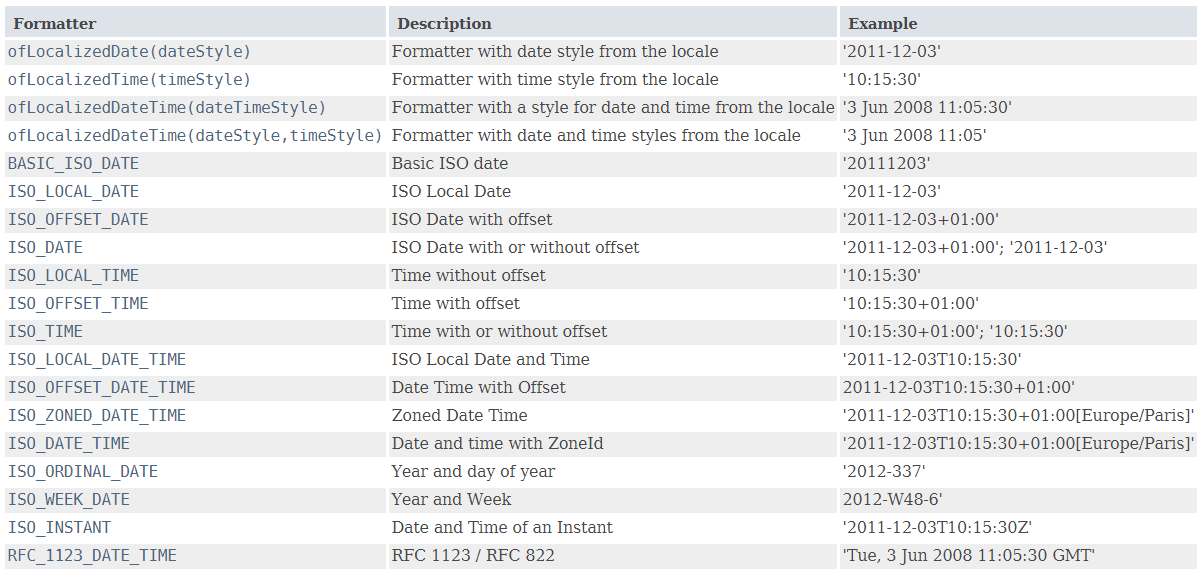 Formatter Description Example
ofLocalizedDate(dateStyle) Formatter with date style from the locale '2011-12-03'
ofLocalizedTime(timeStyle) Formatter with time style from the locale '10:15:30'
ofLocalizedDateTime(dateTimeStyle) Formatter with a style for date and time from the locale '3 Jun 2008 11:05:30'
ofLocalizedDateTime(dateStyle,timeStyle) Formatter with date and time styles from the locale '3 Jun 2008 11:05'
BASIC_ISO_DATE Basic ISO date '20111203'
ISO_LOCAL_DATE ISO Local Date '2011-12-03'
ISO_OFFSET_DATE ISO Date with offset '2011-12-03+01:00'
ISO_DATE ISO Date with or without offset '2011-12-03+01:00'; '2011-12-03'
ISO_LOCAL_TIME Time without offset '10:15:30'
ISO_OFFSET_TIME Time with offset '10:15:30+01:00'
ISO_TIME Time with or without offset '10:15:30+01:00'; '10:15:30'
ISO_LOCAL_DATE_TIME ISO Local Date and Time '2011-12-03T10:15:30'
ISO_OFFSET_DATE_TIME Date Time with Offset 2011-12-03T10:15:30+01:00'
ISO_ZONED_DATE_TIME Zoned Date Time '2011-12-03T10:15:30+01:00[Europe/Paris]'
ISO_DATE_TIME Date and time with ZoneId '2011-12-03T10:15:30+01:00[Europe/Paris]'
ISO_ORDINAL_DATE Year and day of year '2012-337'
ISO_WEEK_DATE Year and Week 2012-W48-6'
ISO_INSTANT Date and Time of an Instant '2011-12-03T10:15:30Z'
RFC_1123_DATE_TIME RFC 1123 / RFC 822 'Tue, 3 Jun 2008 11:05:30 GMT'